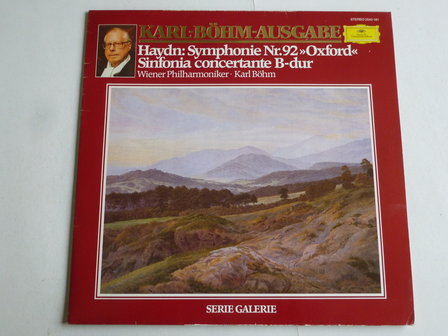 KARL-BÖHM-AUSGABE
Haydn: Symphonie Nr.92 »Oxford«
Sinfonia concertante B-dur
Wiener Philharmoniker · Karl Böhm
SERIE GALERIE